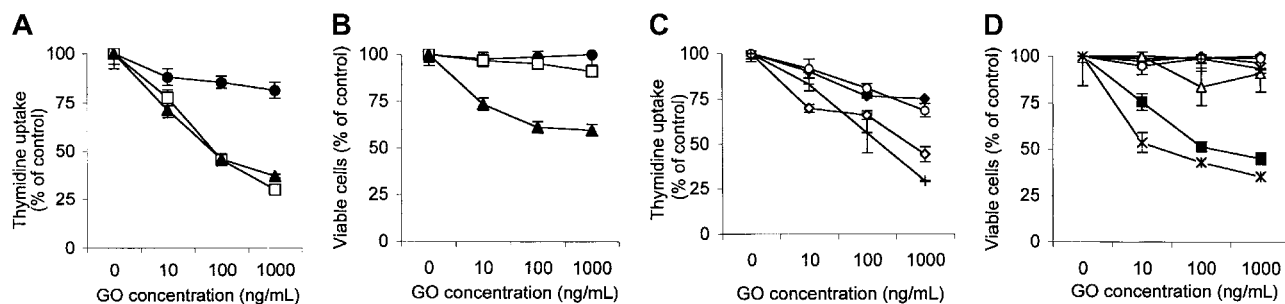 A
Thymidine uptake
(% of control)
100
75
50
25
0
0 10 100 1000
GO concentration (ng/mL)
B
Viable cells (% of control)
100
75
50
25
0
0 10 100 1000
GO concentration (ng/mL)
C
Thymidine uptake
(% of control)
100
75
50
25
0
0 10 100 1000
GO concentration (ng/mL)
D
Viable cells (% of control)
100
75
50
25
0
0 10 100 1000
GO concentration (ng/mL)